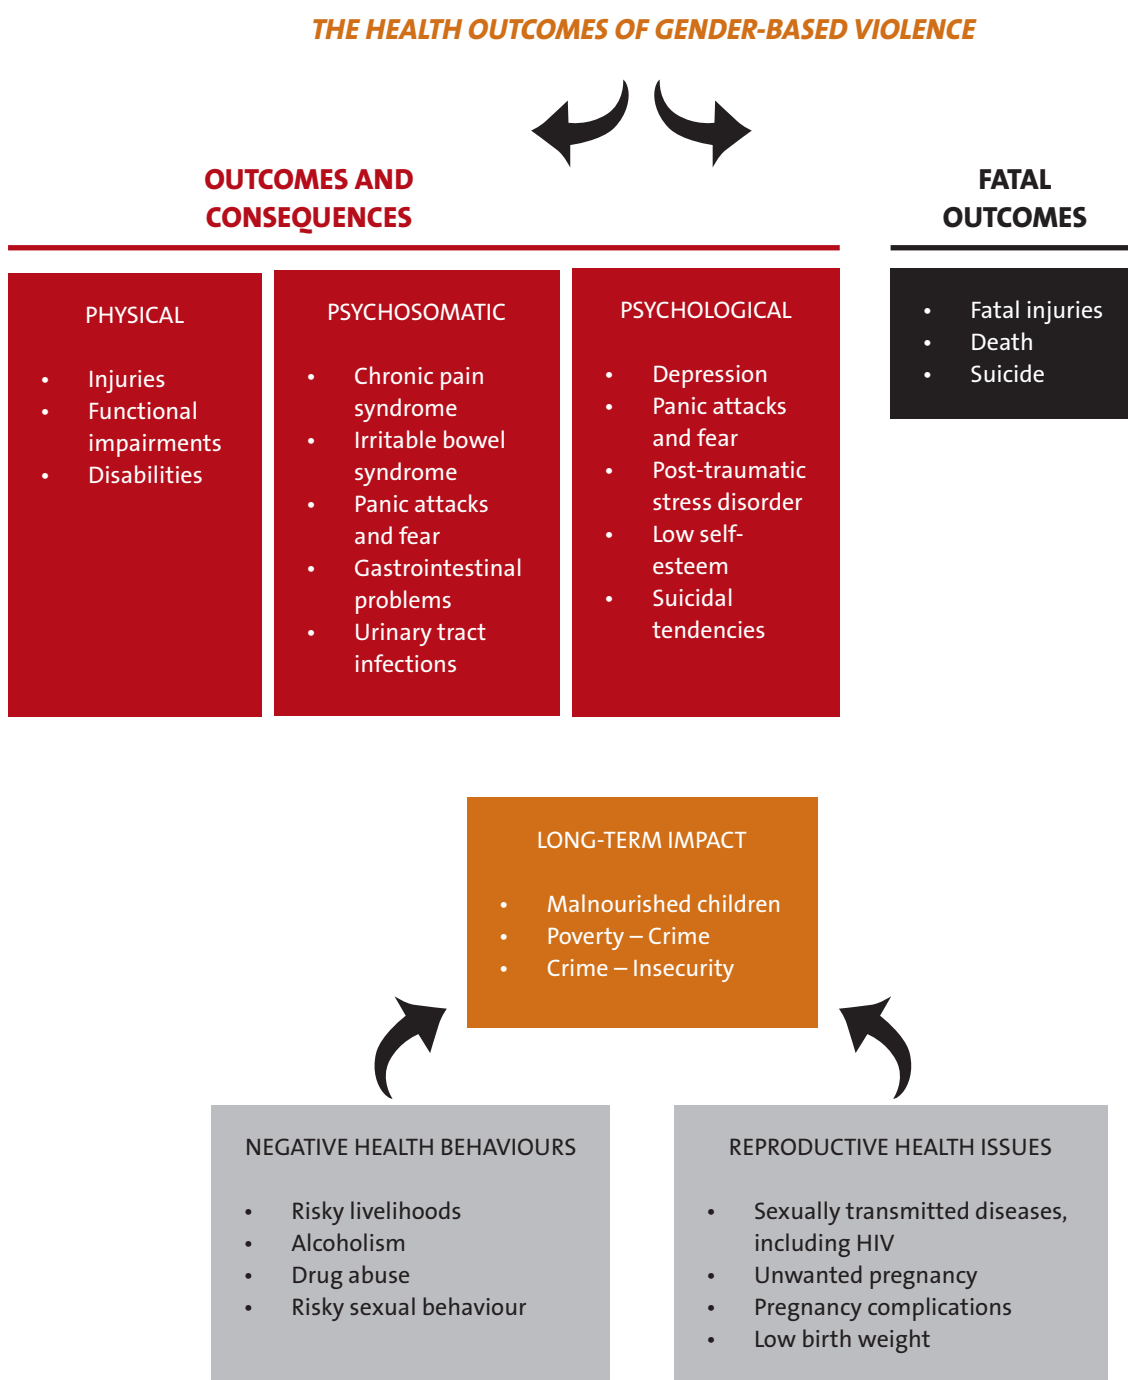 THE HEALTH OUTCOMES OF GENDER-BASED VIOLENCE
OUTCOMES AND
CONSEQUENCES
PHYSICAL
• Injuries
• Functional
impairments
• Disabilities
PSYCHOSOMATIC
• Chronic pain
syndrome
• Irritable bowel
syndrome
• Panic attacks
and fear
• Gastrointestinal
problems
• Urinary tract
infections
PSYCHOLOGICAL
• Depression
• Panic attacks
and fear
• Post-traumatic
stress disorder
• Low self-
esteem
• Suicidal
tendencies
FATAL
OUTCOMES
• Fatal injuries
• Death
• Suicide
LONG-TERM IMPACT
• Malnourished children
• Poverty – Crime
• Crime – Insecurity
NEGATIVE HEALTH BEHAVIOURS
• Risky livelihoods
• Alcoholism
• Drug abuse
• Risky sexual behaviour
REPRODUCTIVE HEALTH ISSUES
• Sexually transmitted diseases,
including HIV
• Unwanted pregnancy
• Pregnancy complications
• Low birth weight